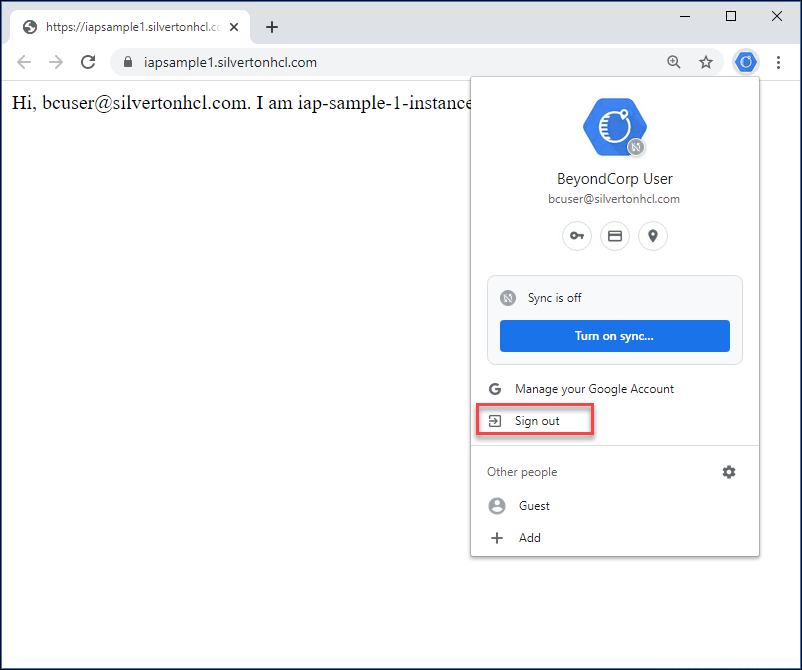 https://iapsample1.silvertonhcl.co
iapsample1.silvertonhcl.com
Hi, bcuser@silvertonhcl.com. I am iap-sample-1-instance
BeyondCorp User
bcuser@silvertonhcl.com
Sync is off
Turn on sync...
Manage your Google Account
Sign out
Other people
Guest
Add